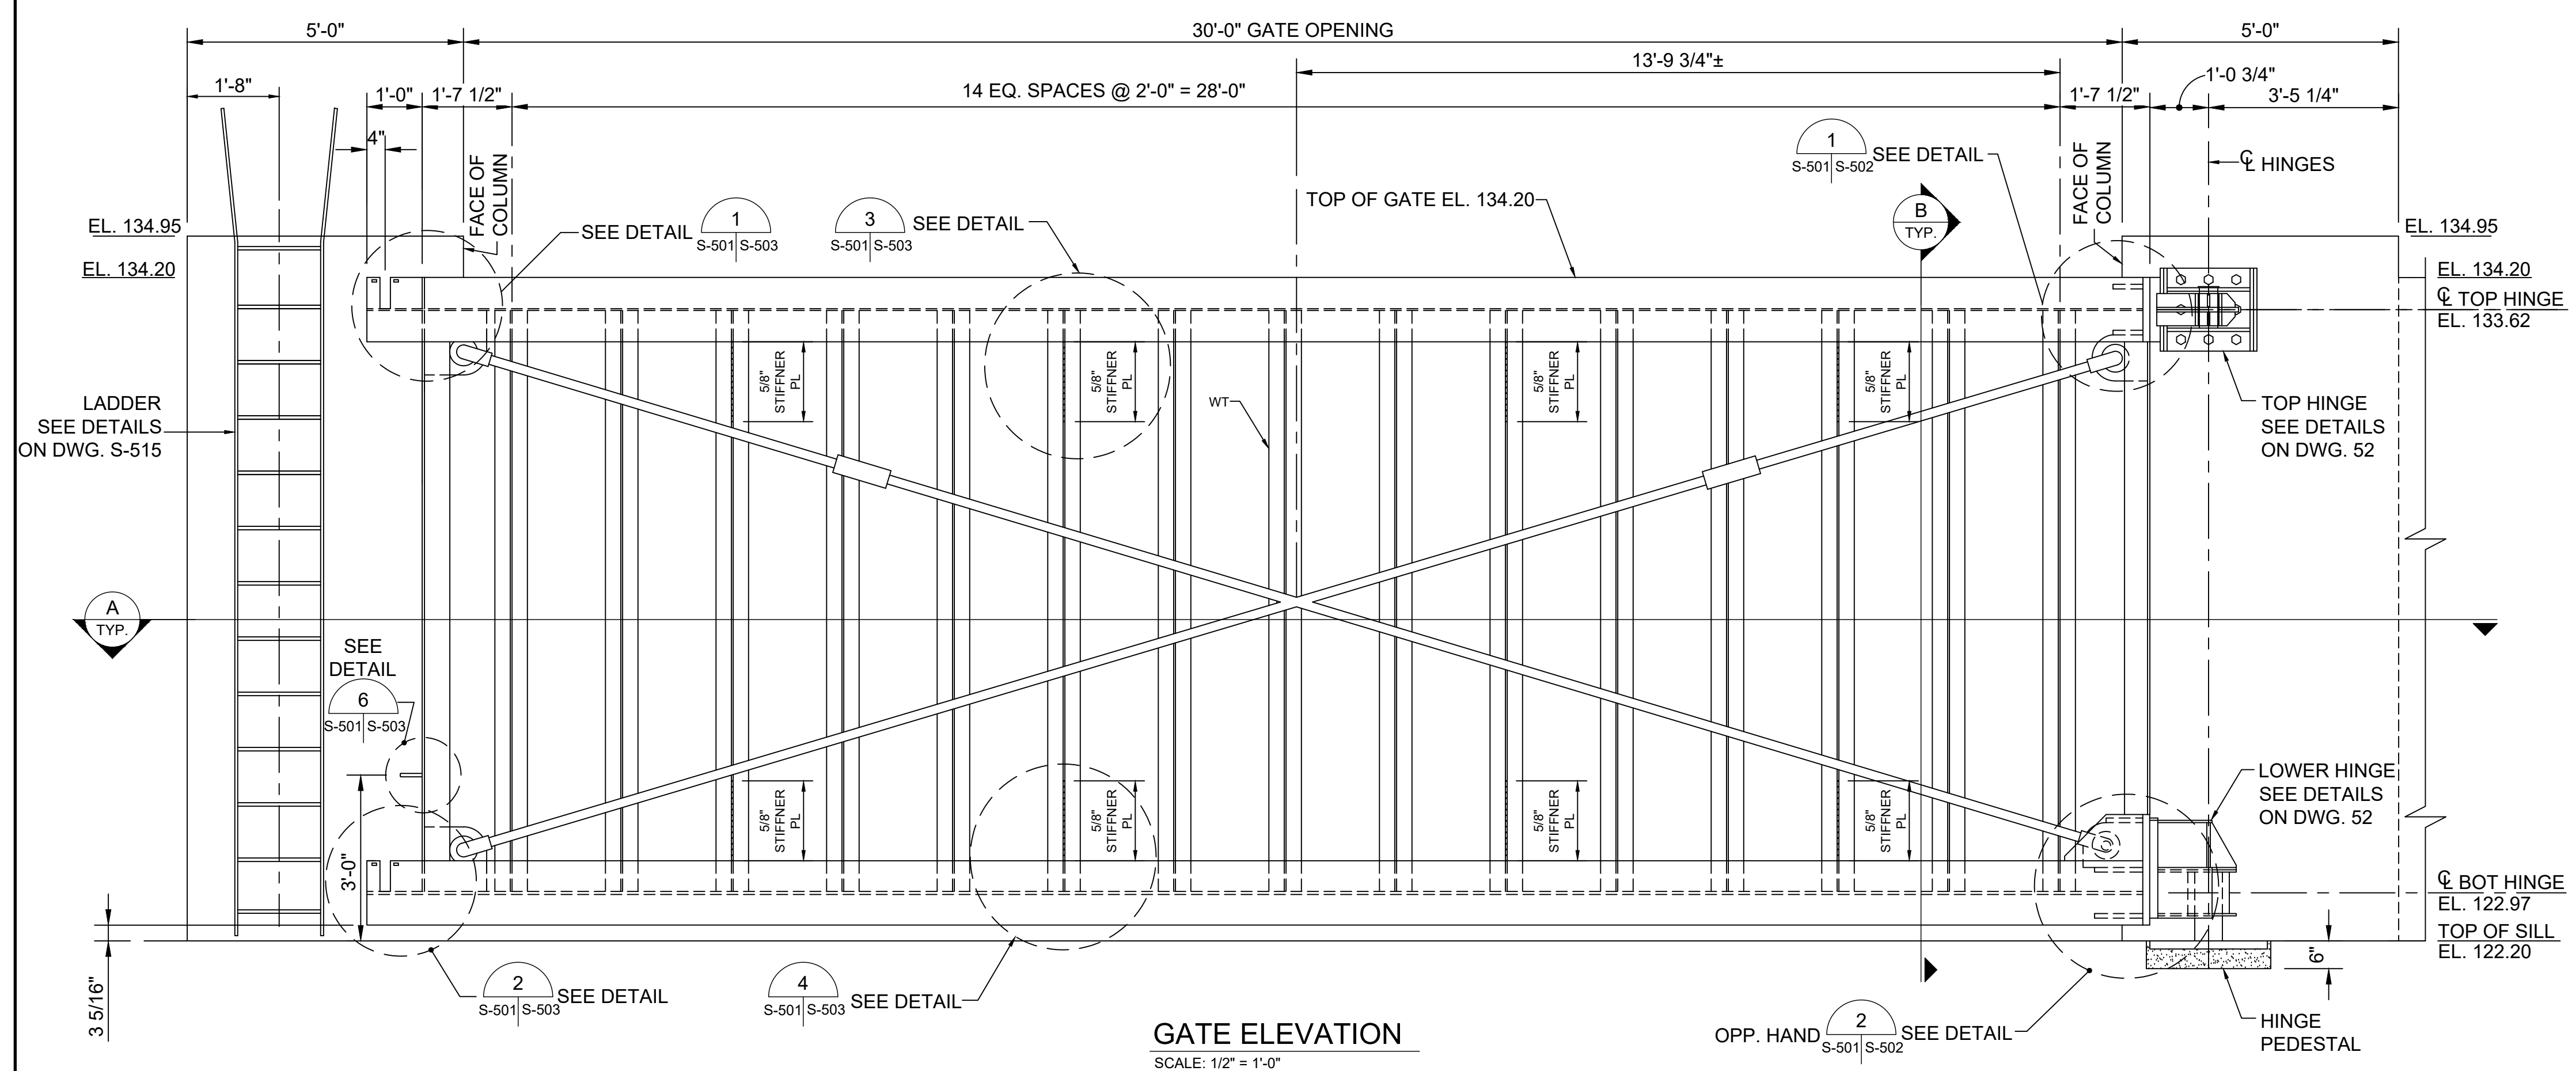 5'-0"
30'-0" GATE OPENING
5'-0"
13'-9 3/4"±
1'-8"
1'-0"
1'-7 1/2"
14 EQ. SPACES @ 2'-0" = 28'-0"
1'-7 1/2"
1'-0 3/4"
3'-5 1/4"
4"
FACE OF
COLUMN
1
S-501 S-502
SEE DETAIL
FACE OF
COLUMN
℄ HINGES
EL. 134.95
EL. 134.20
SEE DETAIL
1
S-501 S-503
3
S-501 S-503
SEE DETAIL
TOP OF GATE EL. 134.20
B
TYP.
EL. 134.95
EL. 134.20
℄ TOP HINGE
EL. 133.62
5/8"
STIFFNER
PL
5/8"
STIFFNER
PL
5/8"
STIFFNER
PL
5/8"
STIFFNER
PL
WT
LADDER
SEE DETAILS
ON DWG. S-515
TOP HINGE
SEE DETAILS
ON DWG. 52
A
TYP.
SEE
DETAIL
6
S-501 S-503
3'-0"
5/8"
STIFFNER
PL
5/8"
STIFFNER
PL
5/8"
STIFFNER
PL
5/8"
STIFFNER
PL
LOWER HINGE
SEE DETAILS
ON DWG. 52
℄ BOT HINGE
EL. 122.97
TOP OF SILL
EL. 122.20
6"
3 5/16"
2
S-501 S-503
SEE DETAIL
4
S-501 S-503
SEE DETAIL
OPP. HAND
2
S-501 S-502
SEE DETAIL
HINGE
PEDESTAL
GATE ELEVATION
SCALE: 1/2" = 1'-0"